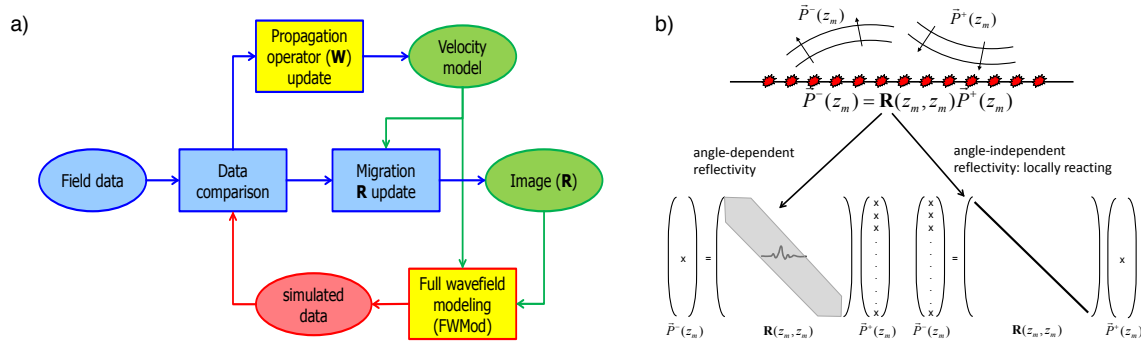 a)
Propagation
operator (W)
update
Velocity
model
Field data
Data
comparison
Migration
R update
Image (R)
simulated
data
Full wavefield
modeling
(FWMod)
b)
P⃗⁻(z_m)
P⃗⁺(z_m)
P⃗⁻(z_m) = R(z_m, z_m)P⃗⁺(z_m)
angle-dependent
reflectivity
angle-independent
reflectivity: locally reacting
x
=
x
x
x
.
.
.
.
.
.
x
x
x
x
.
.
.
.
.
.
x
=
x
P⃗⁻(z_m) R(z_m, z_m) P⃗⁺(z_m) P⃗⁻(z_m) R(z_m, z_m) P⃗⁺(z_m)